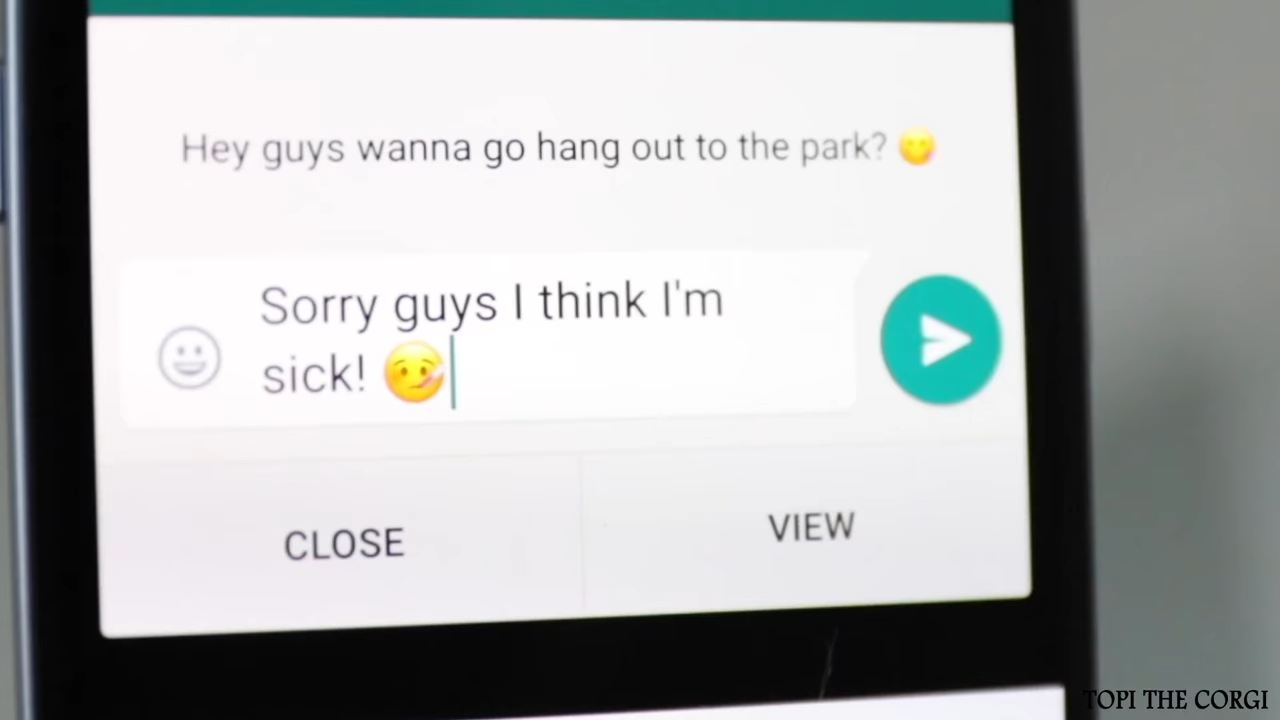 Hey guys wanna go hang out to the park? 😋
Sorry guys I think I'm
sick! 🤒
CLOSE
VIEW
TOPI THE CORGI